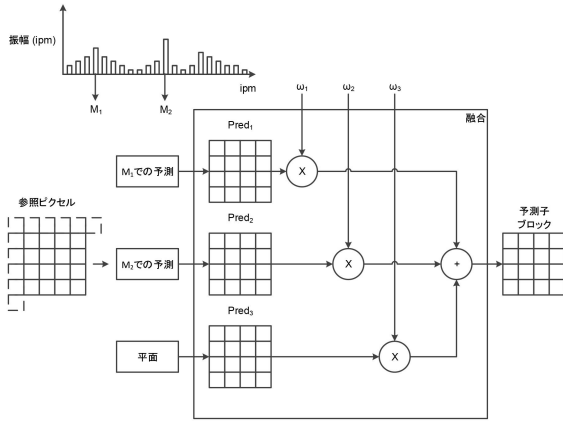 振幅 (ipm)
ipm
M1
M2
ω1
ω2
ω3
融合
Pred1
M1での予測
X
参照ピクセル
Pred2
M2での予測
X
+
予測子
ブロック
Pred3
平面
X